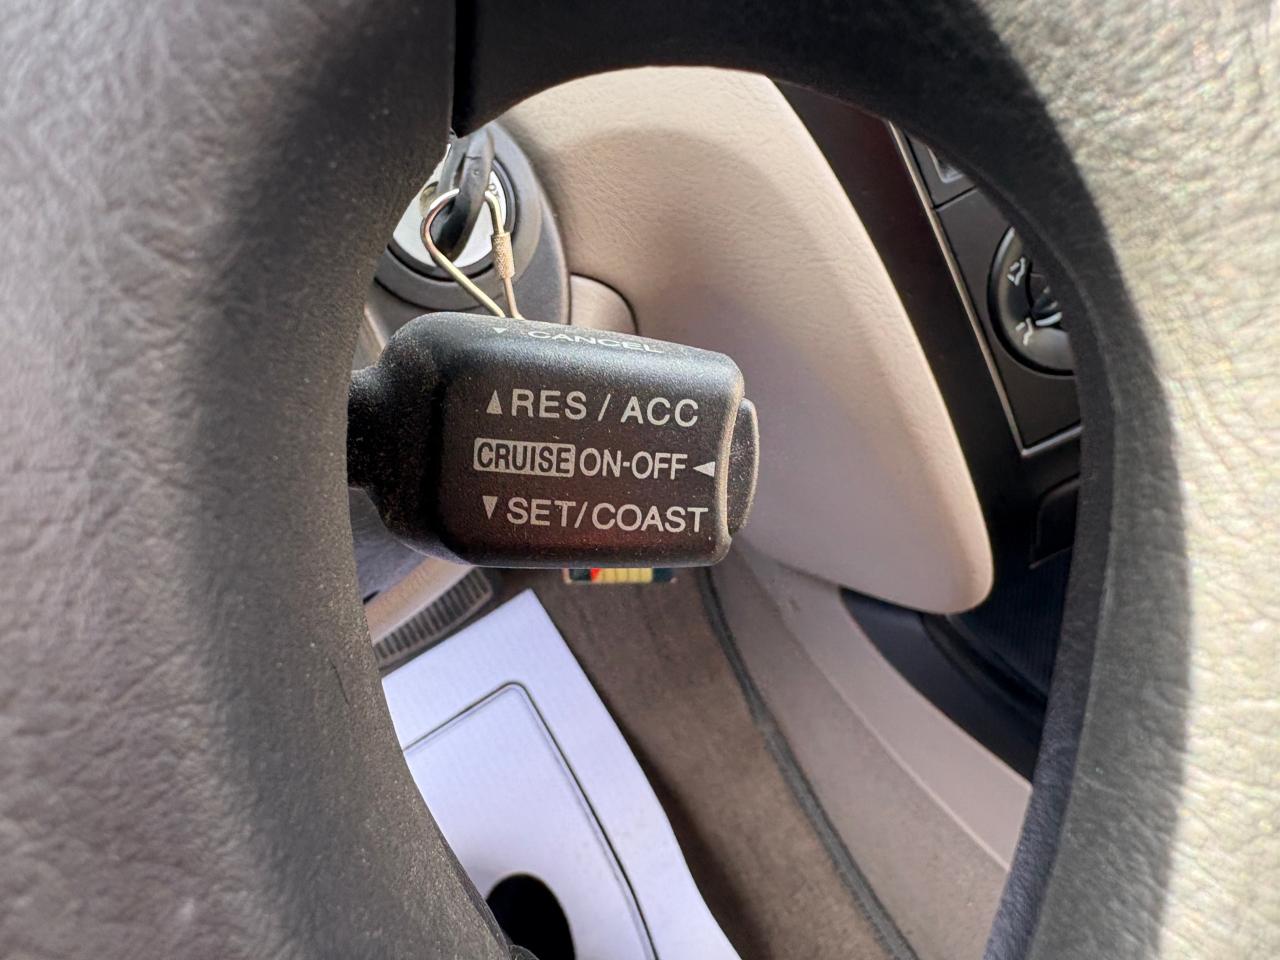 ▼ CANCEL
▲RES / ACC
CRUISE ON-OFF◄
▼SET/COAST